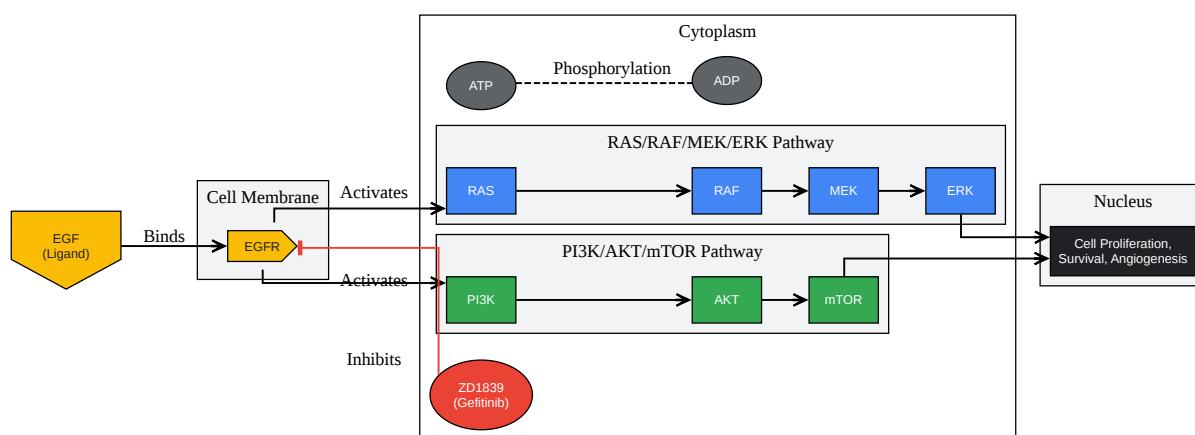 Cytoplasm
Phosphorylation
ATP
ADP
RAS/RAF/MEK/ERK Pathway
RAS
RAF
MEK
ERK
Cell Membrane
Activates
Nucleus
EGF
(Ligand)
Binds
EGFR
Cell Proliferation,
Survival, Angiogenesis
PI3K/AKT/mTOR Pathway
Activates
PI3K
AKT
mTOR
Inhibits
ZD1839
(Gefitinib)